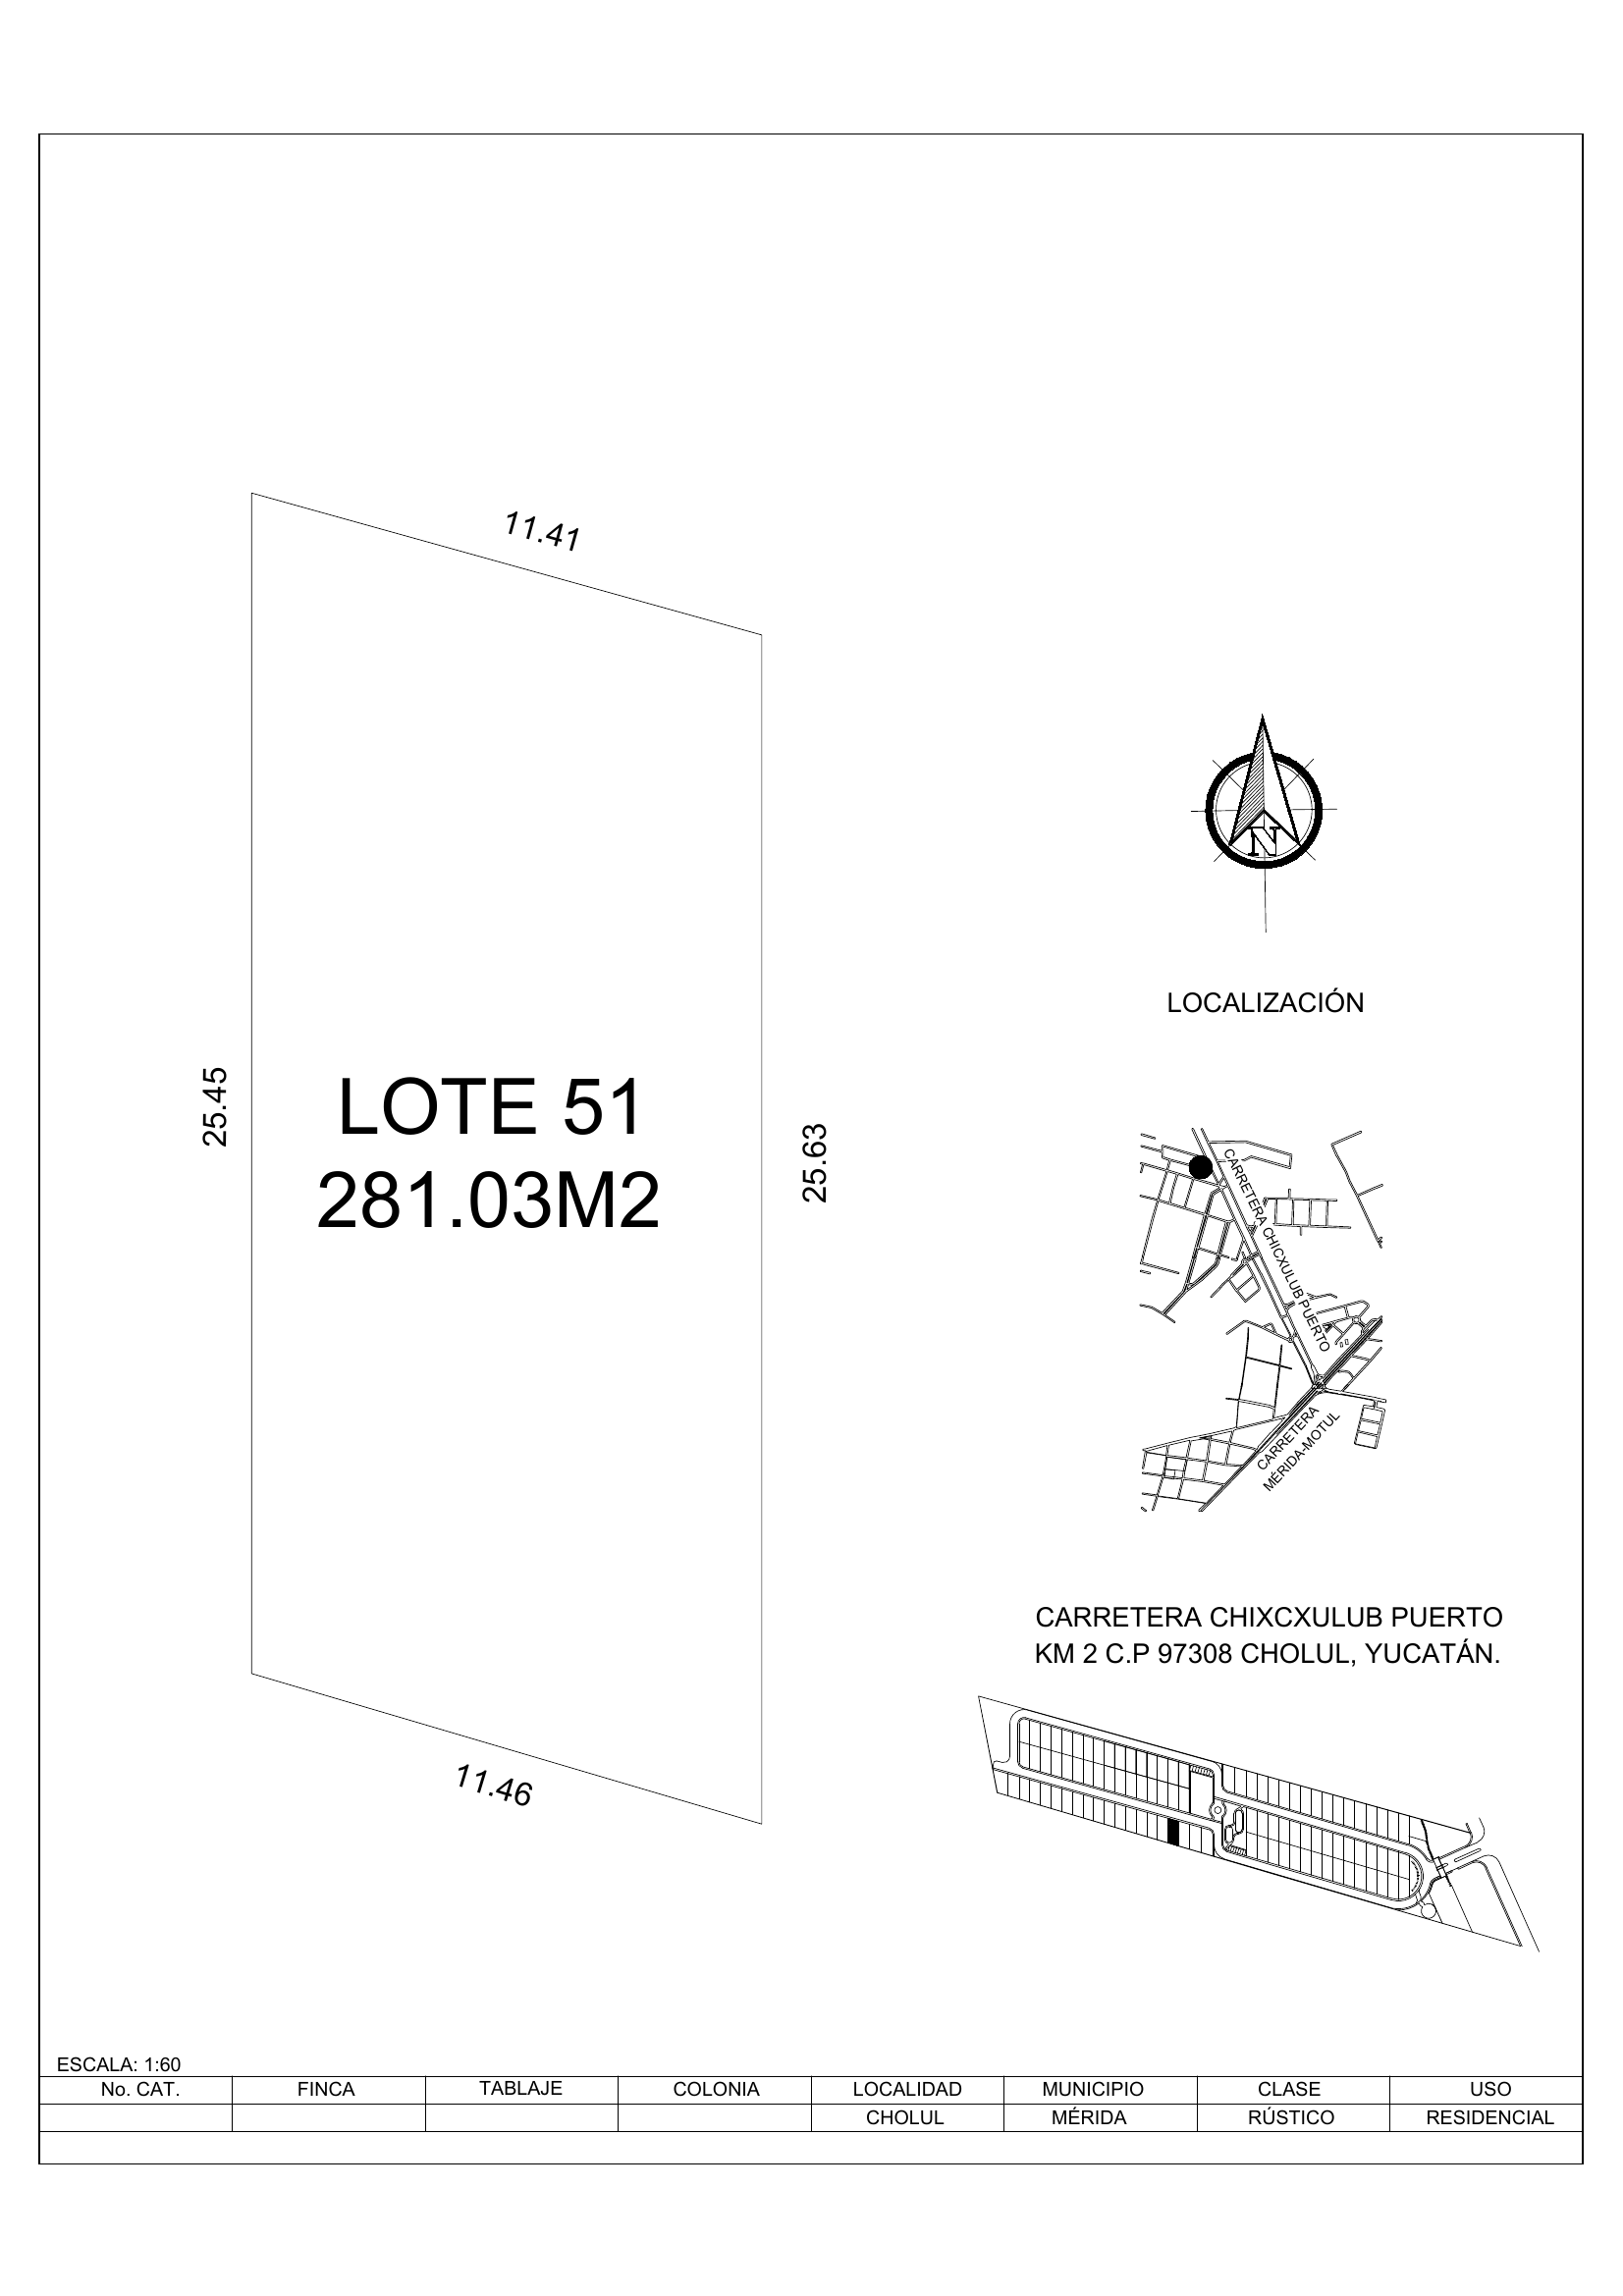 11.41
25.45
LOTE 51
281.03M2
25.63
11.46
N
LOCALIZACIÓN
CARRETERA CHICXULUB PUERTO
CARRETERA
MÉRIDA-MOTUL
CARRETERA CHIXCXULUB PUERTO
KM 2 C.P 97308 CHOLUL, YUCATÁN.
ESCALA: 1:60
No. CAT. FINCA TABLAJE COLONIA LOCALIDAD MUNICIPIO CLASE USO
CHOLUL MÉRIDA RÚSTICO RESIDENCIAL